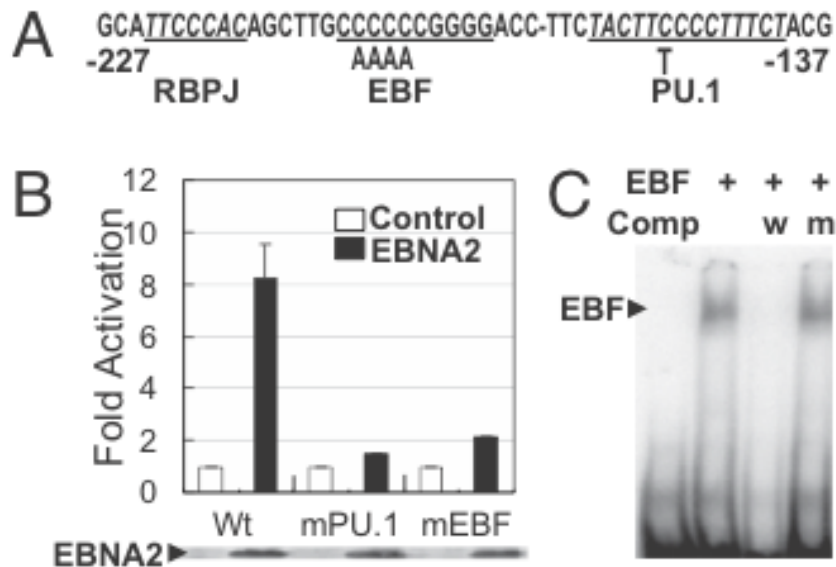 A
GCATTCCCACAGCTTGCCCCCCGGGGACC-TTCTACTTCCCCTTTCTACG
-227 AAAA T -137
RBPJ EBF PU.1
B
12
10
8
6
4
2
0
Fold Activation
Control
EBNA2
Wt mPU.1 mEBF
EBNA2
C
EBF + + +
Comp w m
EBF